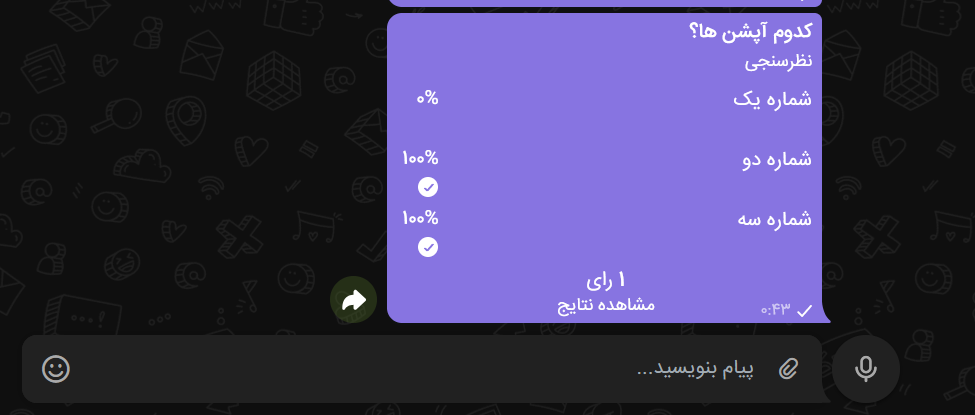 کدوم آپشن ها؟
نظرسنجی
شماره یک ۰%
شماره دو ۱۰۰%
شماره سه ۱۰۰%
۱ رای
مشاهده نتایج
۰:۴۳
پیام بنویسید...